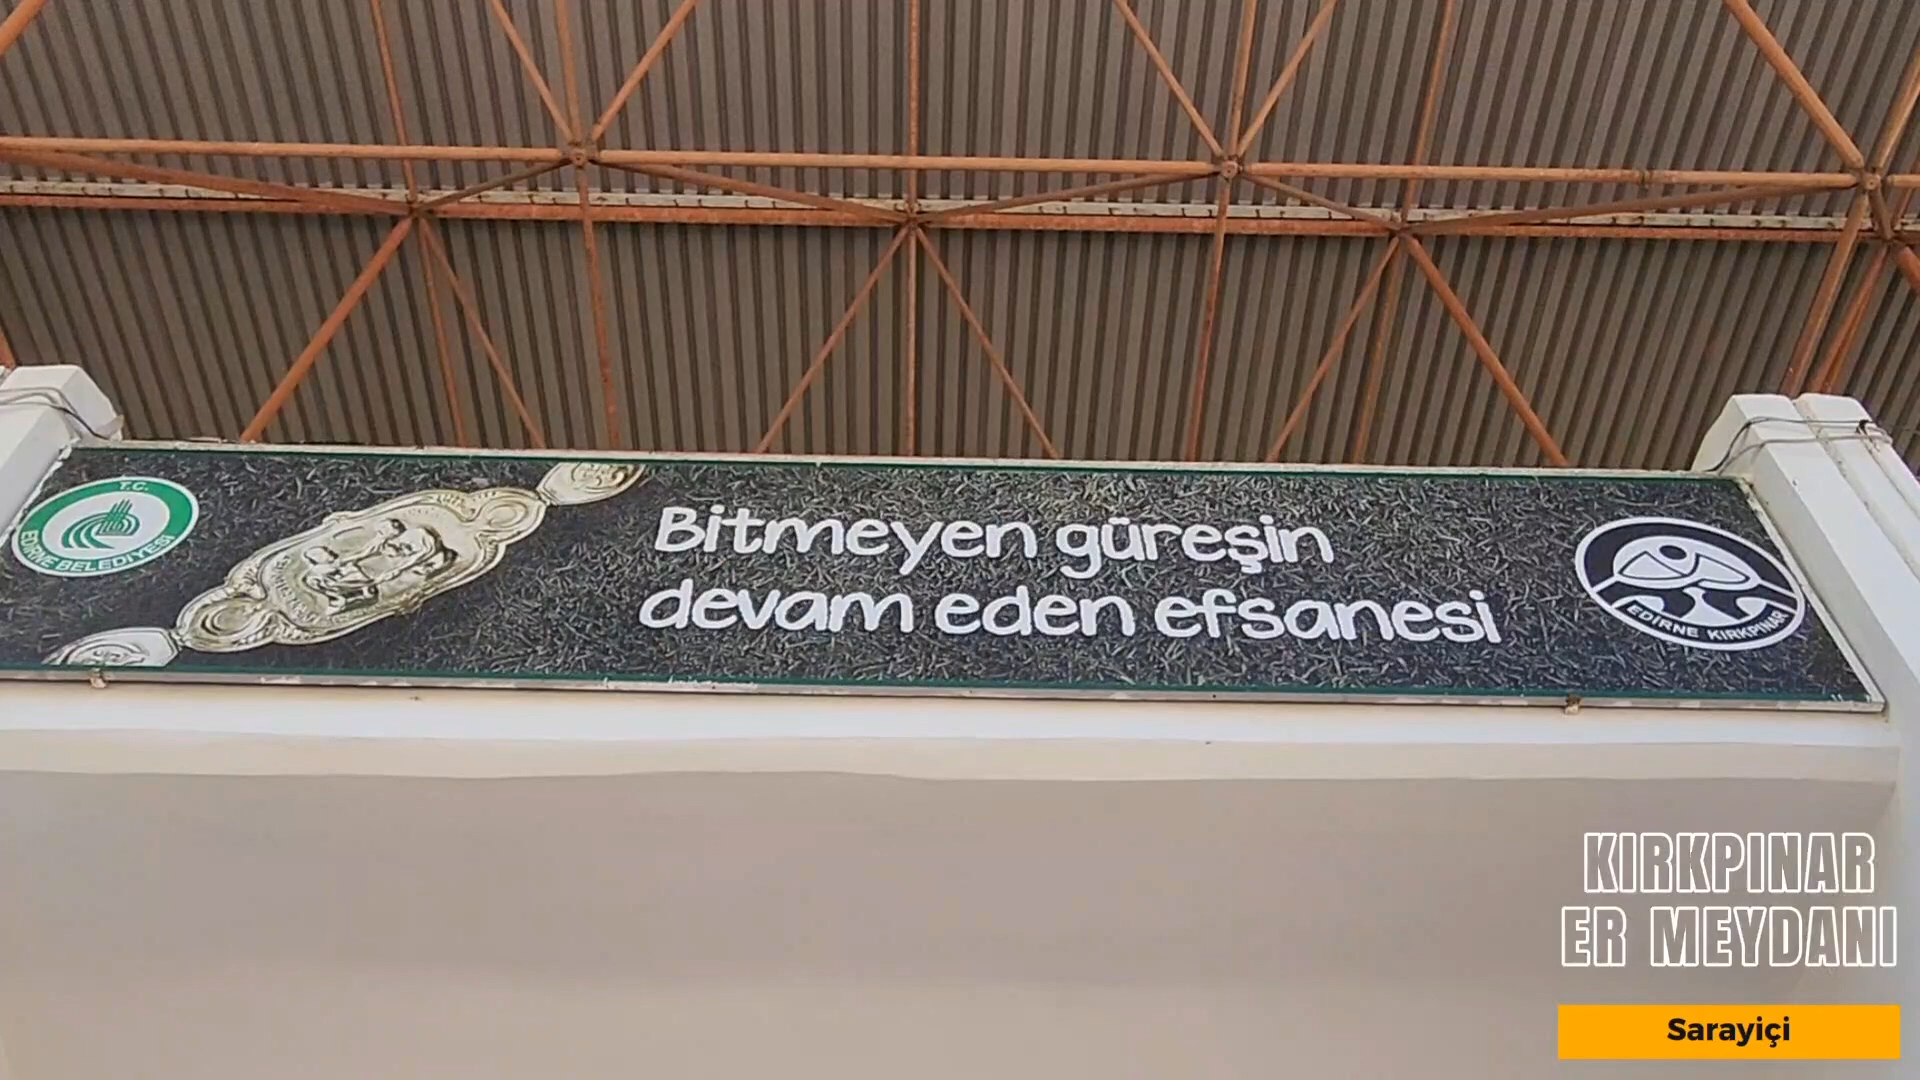 T.C.
EDİRNE BELEDİYESİ
Bitmeyen güreşin
devam eden efsanesi
EDİRNE KIRKPINAR
KIRKPINAR
ER MEYDANI
Sarayiçi